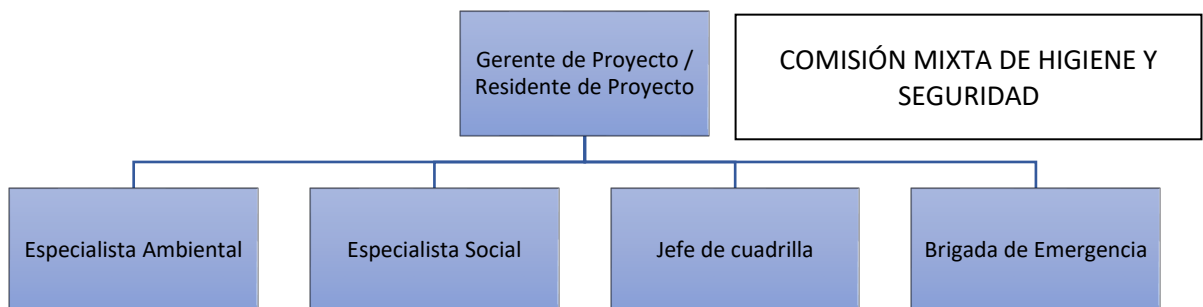 Gerente de Proyecto /
Residente de Proyecto
COMISIÓN MIXTA DE HIGIENE Y
SEGURIDAD
Especialista Ambiental
Especialista Social
Jefe de cuadrilla
Brigada de Emergencia